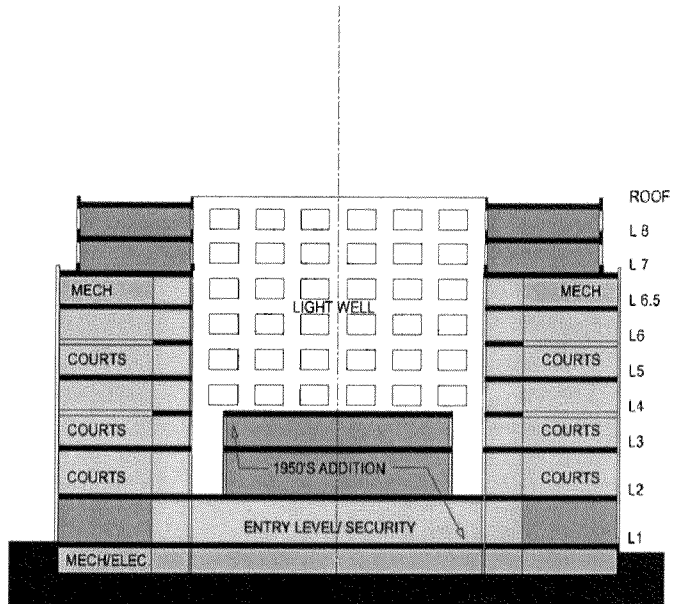 ROOF
L 8
L 7
MECH
MECH
L 6.5
LIGHT WELL
L6
COURTS
COURTS
L5
L4
COURTS
COURTS
L3
1950'S ADDITION
COURTS
COURTS
L2
ENTRY LEVEL/ SECURITY
L1
MECH/ELEC